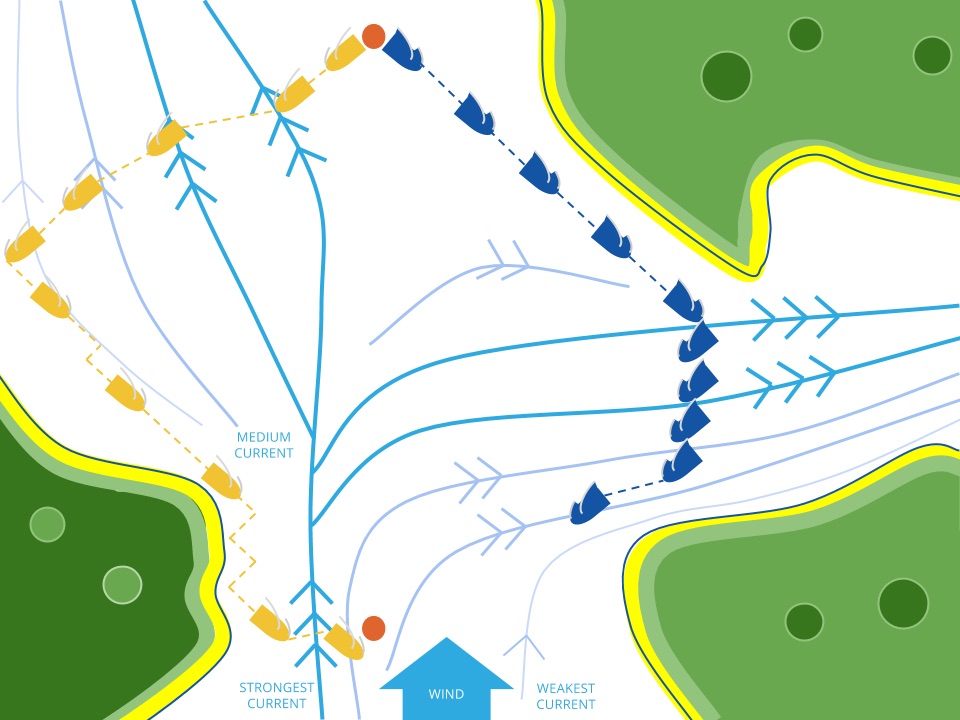 MEDIUM
CURRENT
STRONGEST
CURRENT
WIND
WEAKEST
CURRENT